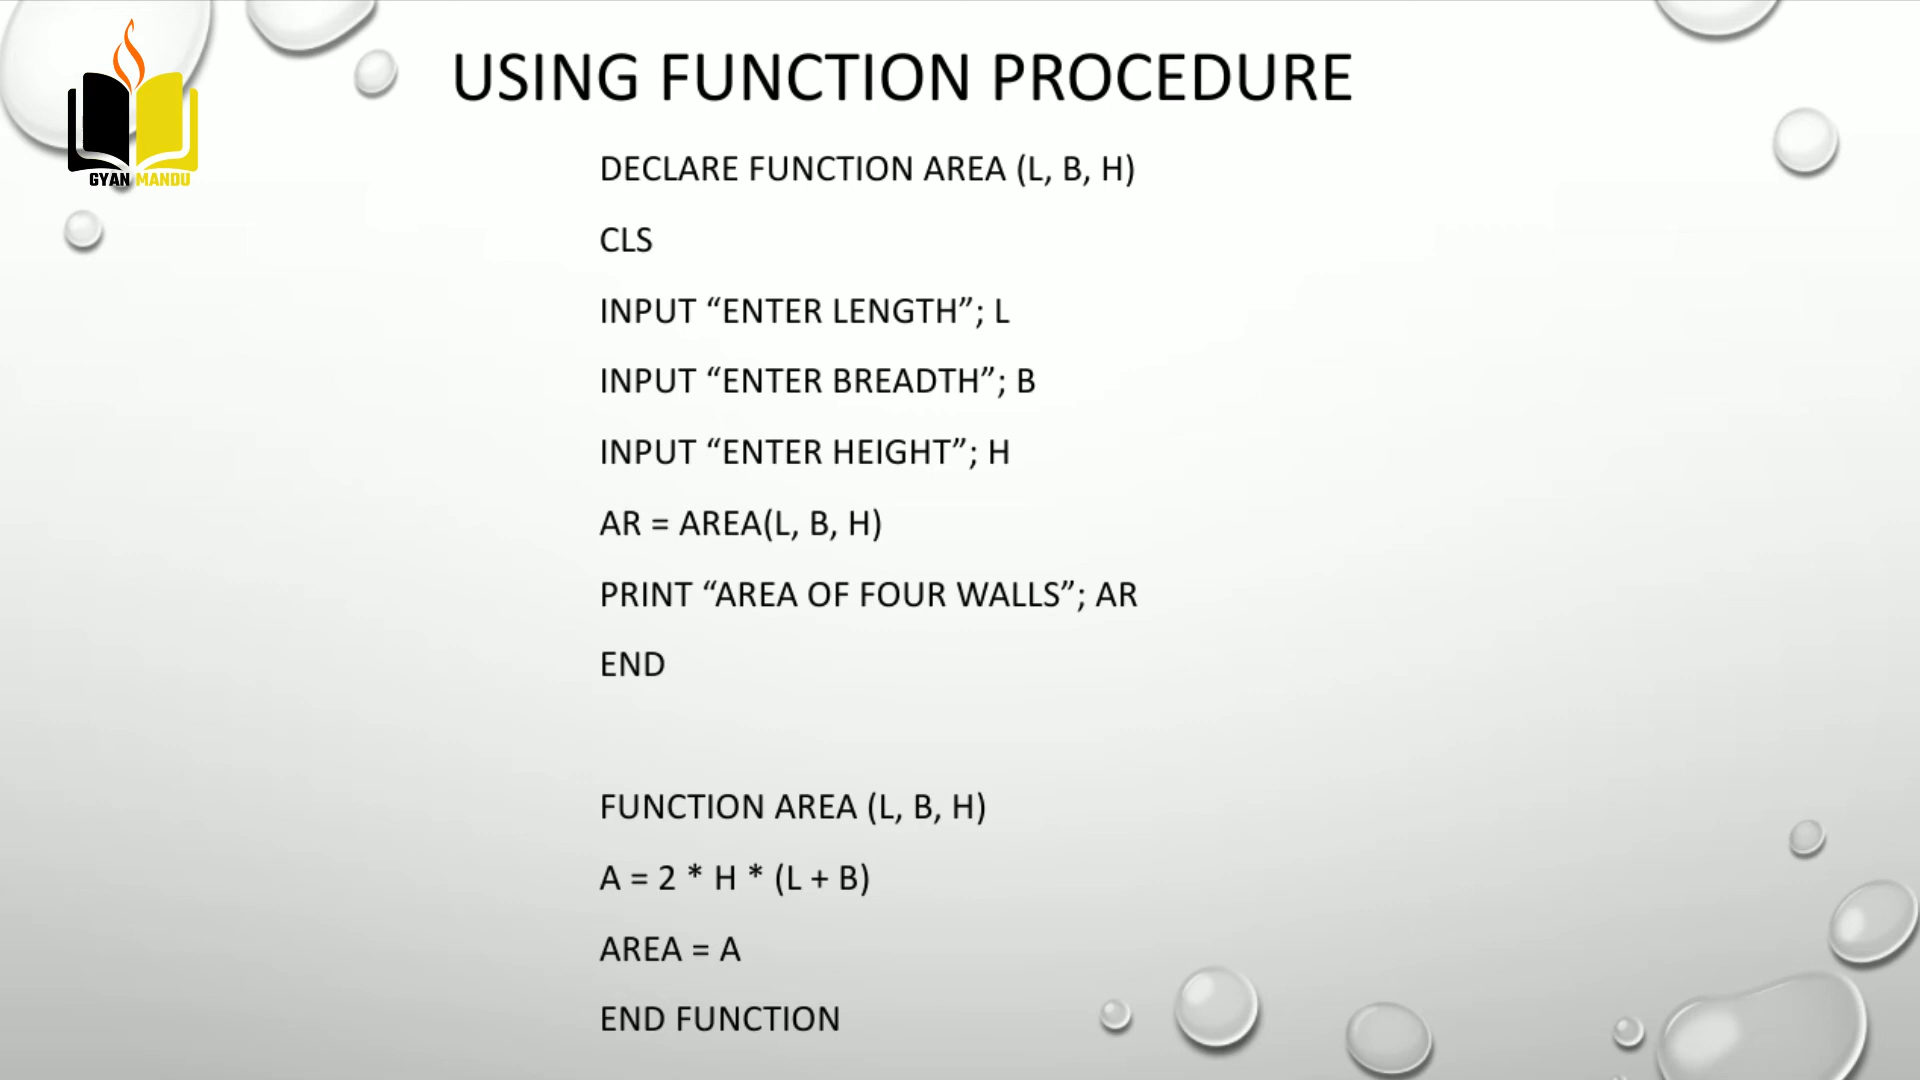 GYAN MANDU
USING FUNCTION PROCEDURE
DECLARE FUNCTION AREA (L, B, H)
CLS
INPUT “ENTER LENGTH”; L
INPUT “ENTER BREADTH”; B
INPUT “ENTER HEIGHT”; H
AR = AREA(L, B, H)
PRINT “AREA OF FOUR WALLS”; AR
END
FUNCTION AREA (L, B, H)
A = 2 * H * (L + B)
AREA = A
END FUNCTION